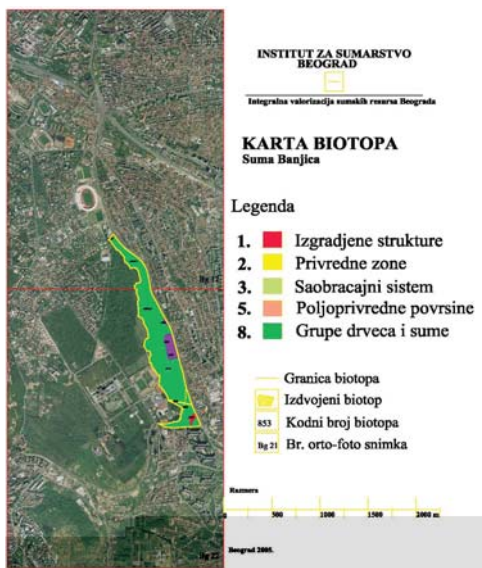 INSTITUT ZA SUMARSTVO
BEOGRAD
Integralna valorizacija sumskih resursa Beograda
KARTA BIOTOPA
Suma Banjica
Legenda
1. Izgradjene strukture
2. Privredne zone
3. Saobracajni sistem
5. Poljoprivredne povrsine
8. Grupe drveca i sume
Granica biotopa
Izdvojeni biotop
853 Kodni broj biotopa
Bg 21 Br. orto-foto snimka
Razmera
500 1000 1500 2000 m
Beograd 2005.